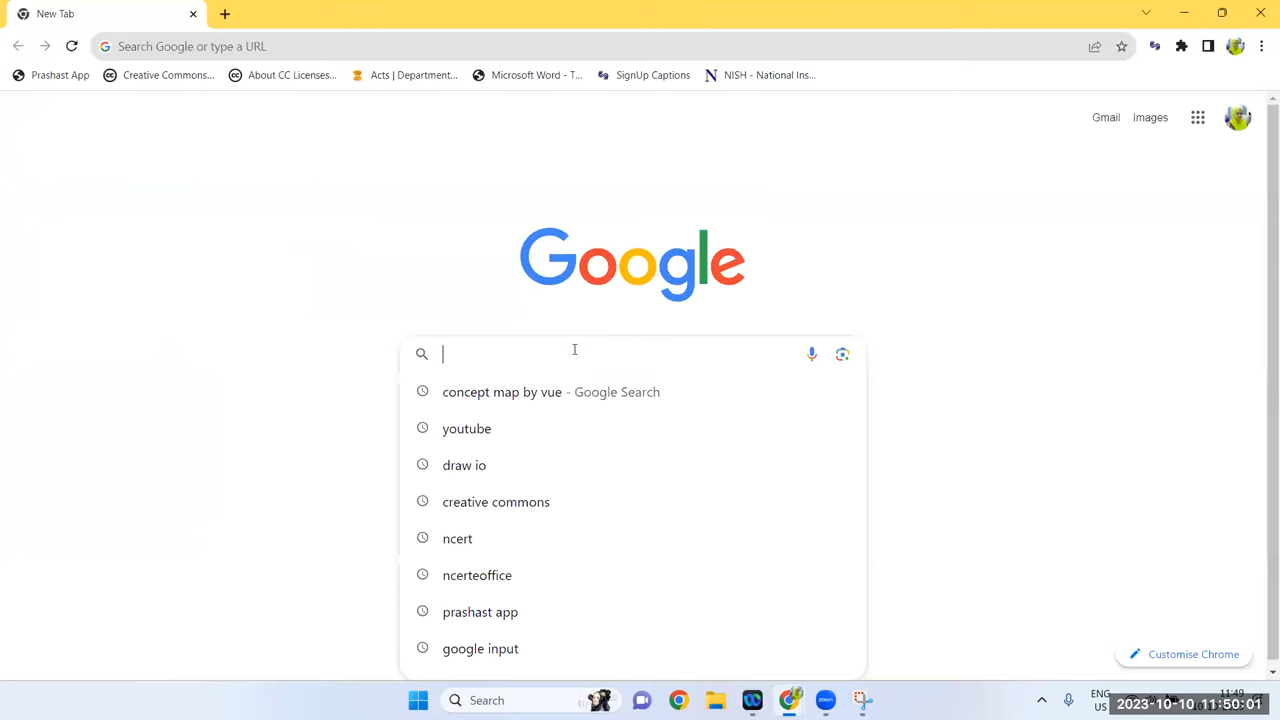 New Tab
Search Google or type a URL
Prashast App
Creative Commons...
About CC Licenses...
Acts | Department...
Microsoft Word - T...
SignUp Captions
NISH - National Ins...
Gmail Images
Google
concept map by vue - Google Search
youtube
draw io
creative commons
ncert
ncerteoffice
prashast app
google input
Customise Chrome
Search
zoom
ENG
US
11:49
2023-10-10 11:50:01